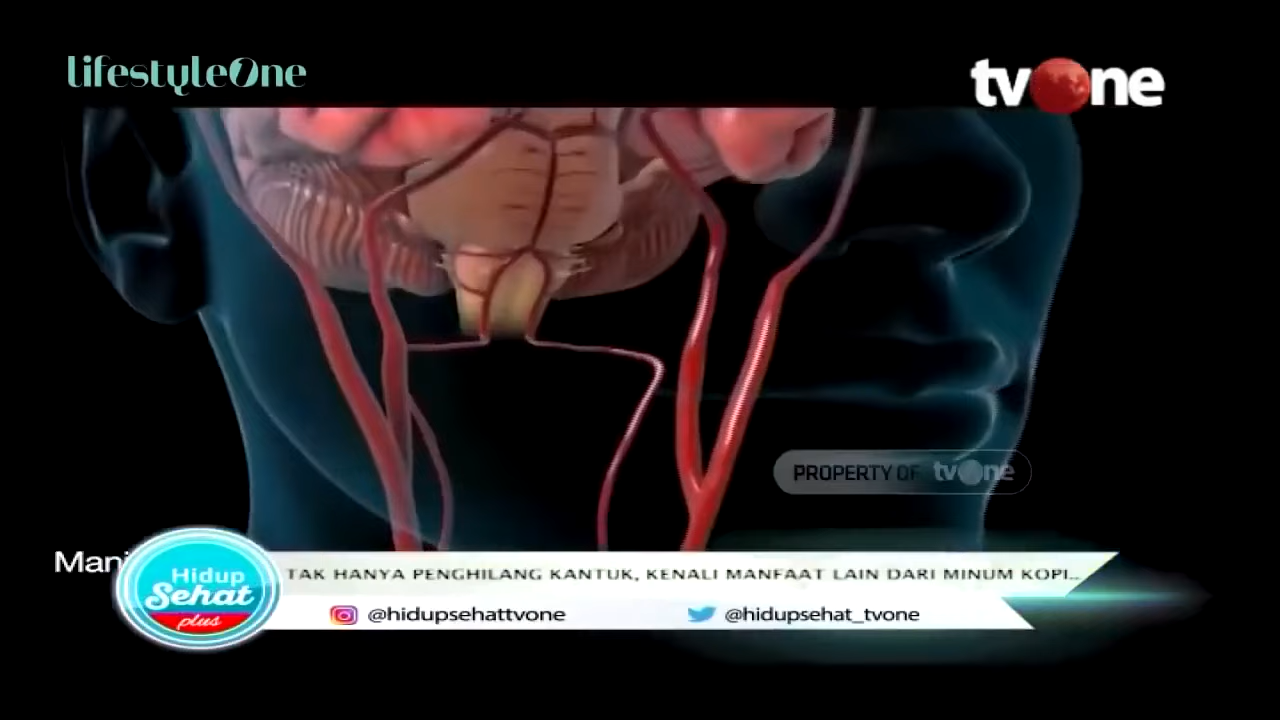 lifestyleOne
tvOne
PROPERTY OF tvOne
Hidup
Sehat
plus
TAK HANYA PENGHILANG KANTUK, KENALI MANFAAT LAIN DARI MINUM KOPI..
@hidupsehattvone
@hidupsehat_tvone